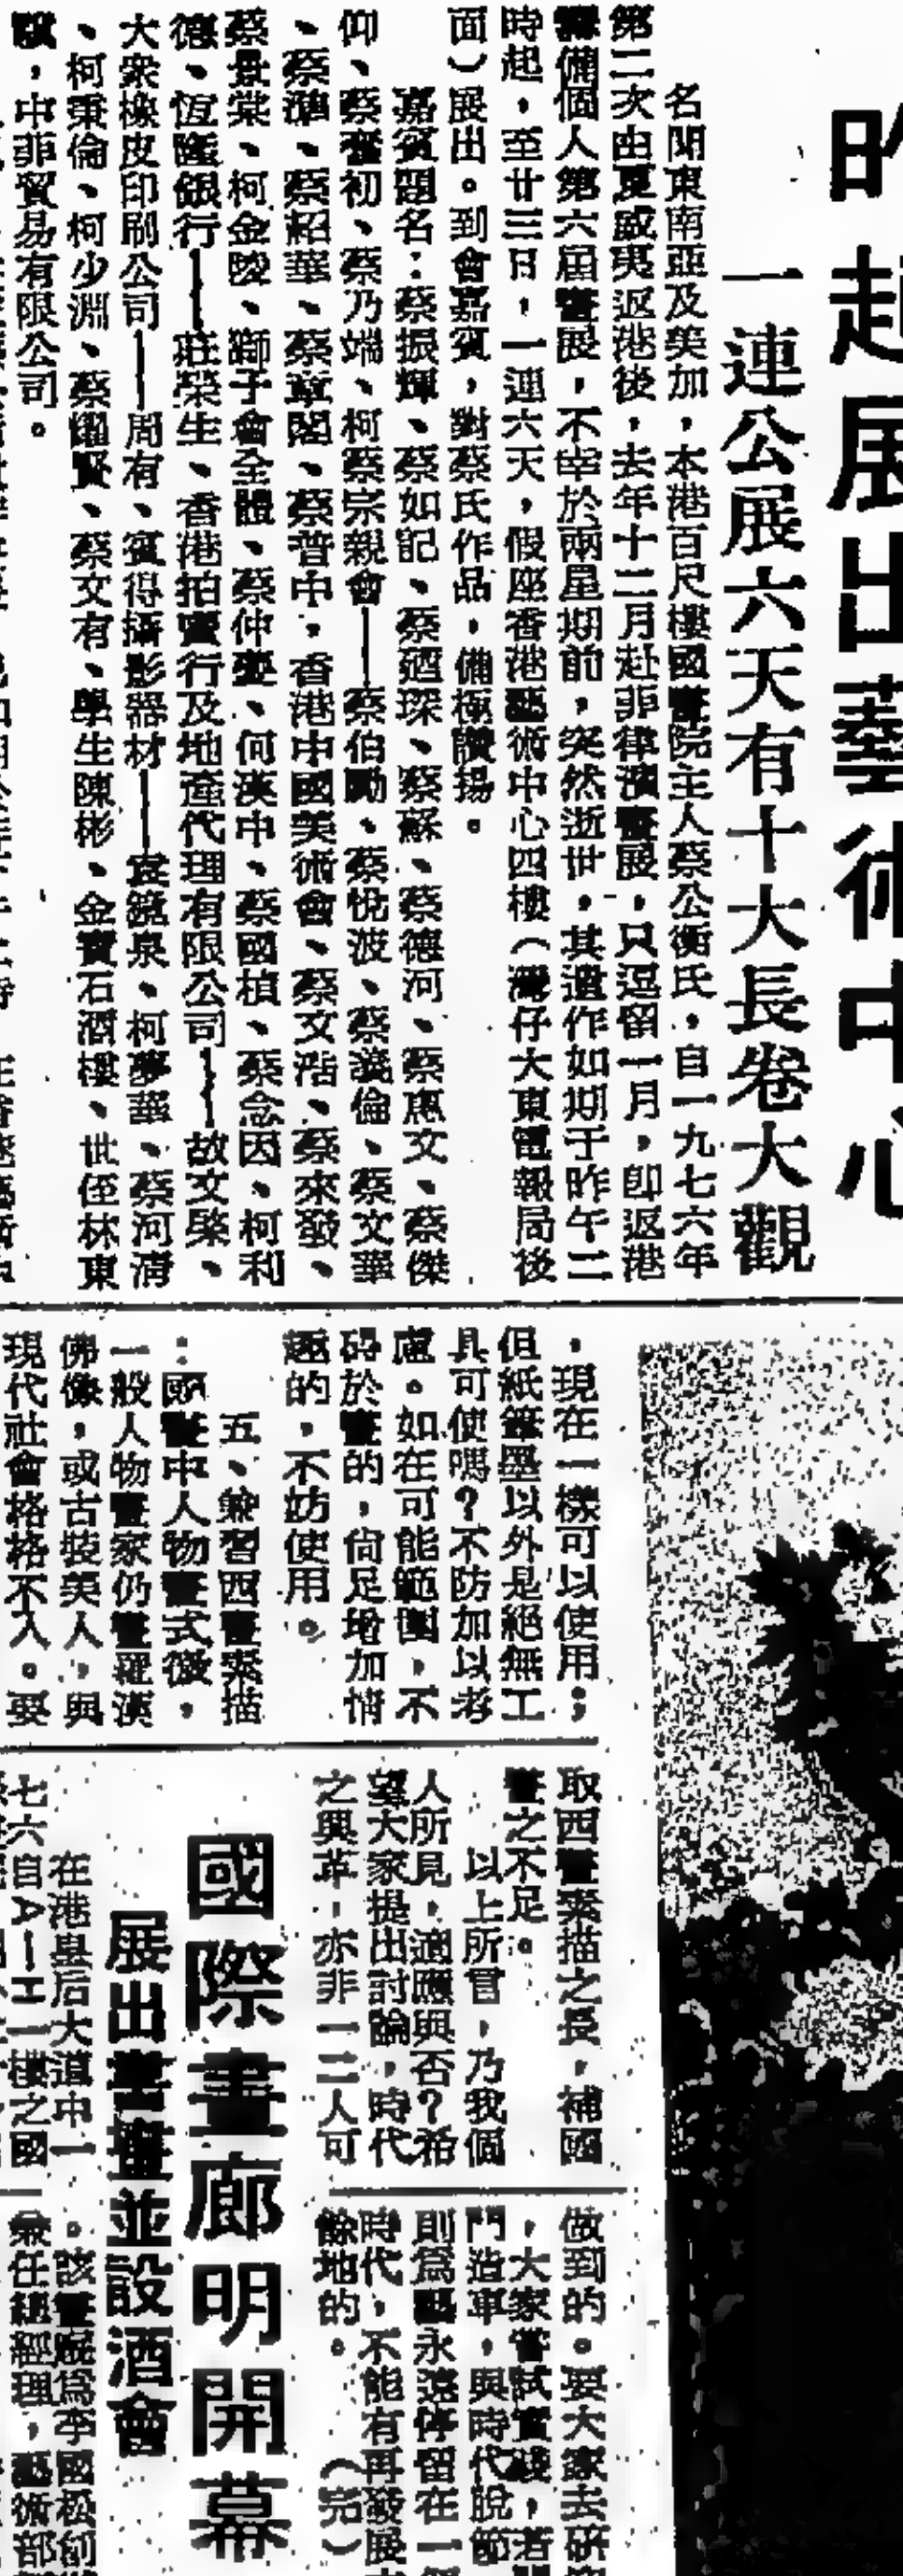 昨起展出藝術中心
一連公展六天有十大長卷大觀
名聞東南亞及美加,本港百尺樓國畫院主人蔡公衡氏,自一九七六年
第二次由夏威夷返港後,去年十二月赴菲律濱畫展,只逗留一月,卽返港
籌備個人第六屆畫展,不幸於兩星期前,突然逝世,其遺作如期于昨午二
時起,至廿三日,一連六天,假座香港藝術中心四樓(灣仔大東電報局後
面)展出。到會嘉賓,對蔡氏作品,備極讚揚。
嘉賓題名:蔡振輝、蔡如記、蔡廼琛、蔡蘇、蔡德河、蔡惠文、蔡傑
仰、蔡初、蔡乃端、柯蔡宗親會——蔡伯勵、蔡悅波、蔡義倫、蔡文華
、蔡、蔡紹華、蔡章閣、蔡普中,香港中國美術會、蔡文浩、蔡來發、
蔡景棠、柯金、獅子會全體、蔡仲、何漢中、蔡國楨、蔡念因、柯利
德、恆隆銀行——莊榮生、香港拍賣行及地產代理有限公司——故文棨、
大衆橡皮印刷公司——周有、賓得攝影器材——袁鏡泉、柯夢華、蔡河清
、柯秉倫、柯少淵、蔡耀賢、蔡文有、學生陳彬、金寶石酒樓、世侄林東
,中菲貿易有限公司。
,現在一樣可以使用;
但紙筆墨以外是絕無工
具可使嗎?不防加以考
慮。如在可能範圍,不
碍於畫的,倘足增加情
趣的,不妨使用。
五、兼習西畫素描
:國畫中人物畫式微,
一般人物畫家仍畫羅漢
佛像,或古裝美人,與
現代社會格格不入。要
取西畫素描之長,補國
畫之不足。
以上所言,乃我個
人所見,適應與否?希
望大家提出討論,時代
之興革,亦非一二人可
做到的。要大家去研
,大家嘗試實踐,若
門造車,與時代脫節
則為藝永遠停留在一
時代,不能有再發展
餘地的。 (完)
國際畫廊明開幕
展出書畫並設酒會
在港皇后大道中一
七六自A—H一樓之國
。該畫廊為李國松創
兼任總經理,藝術部